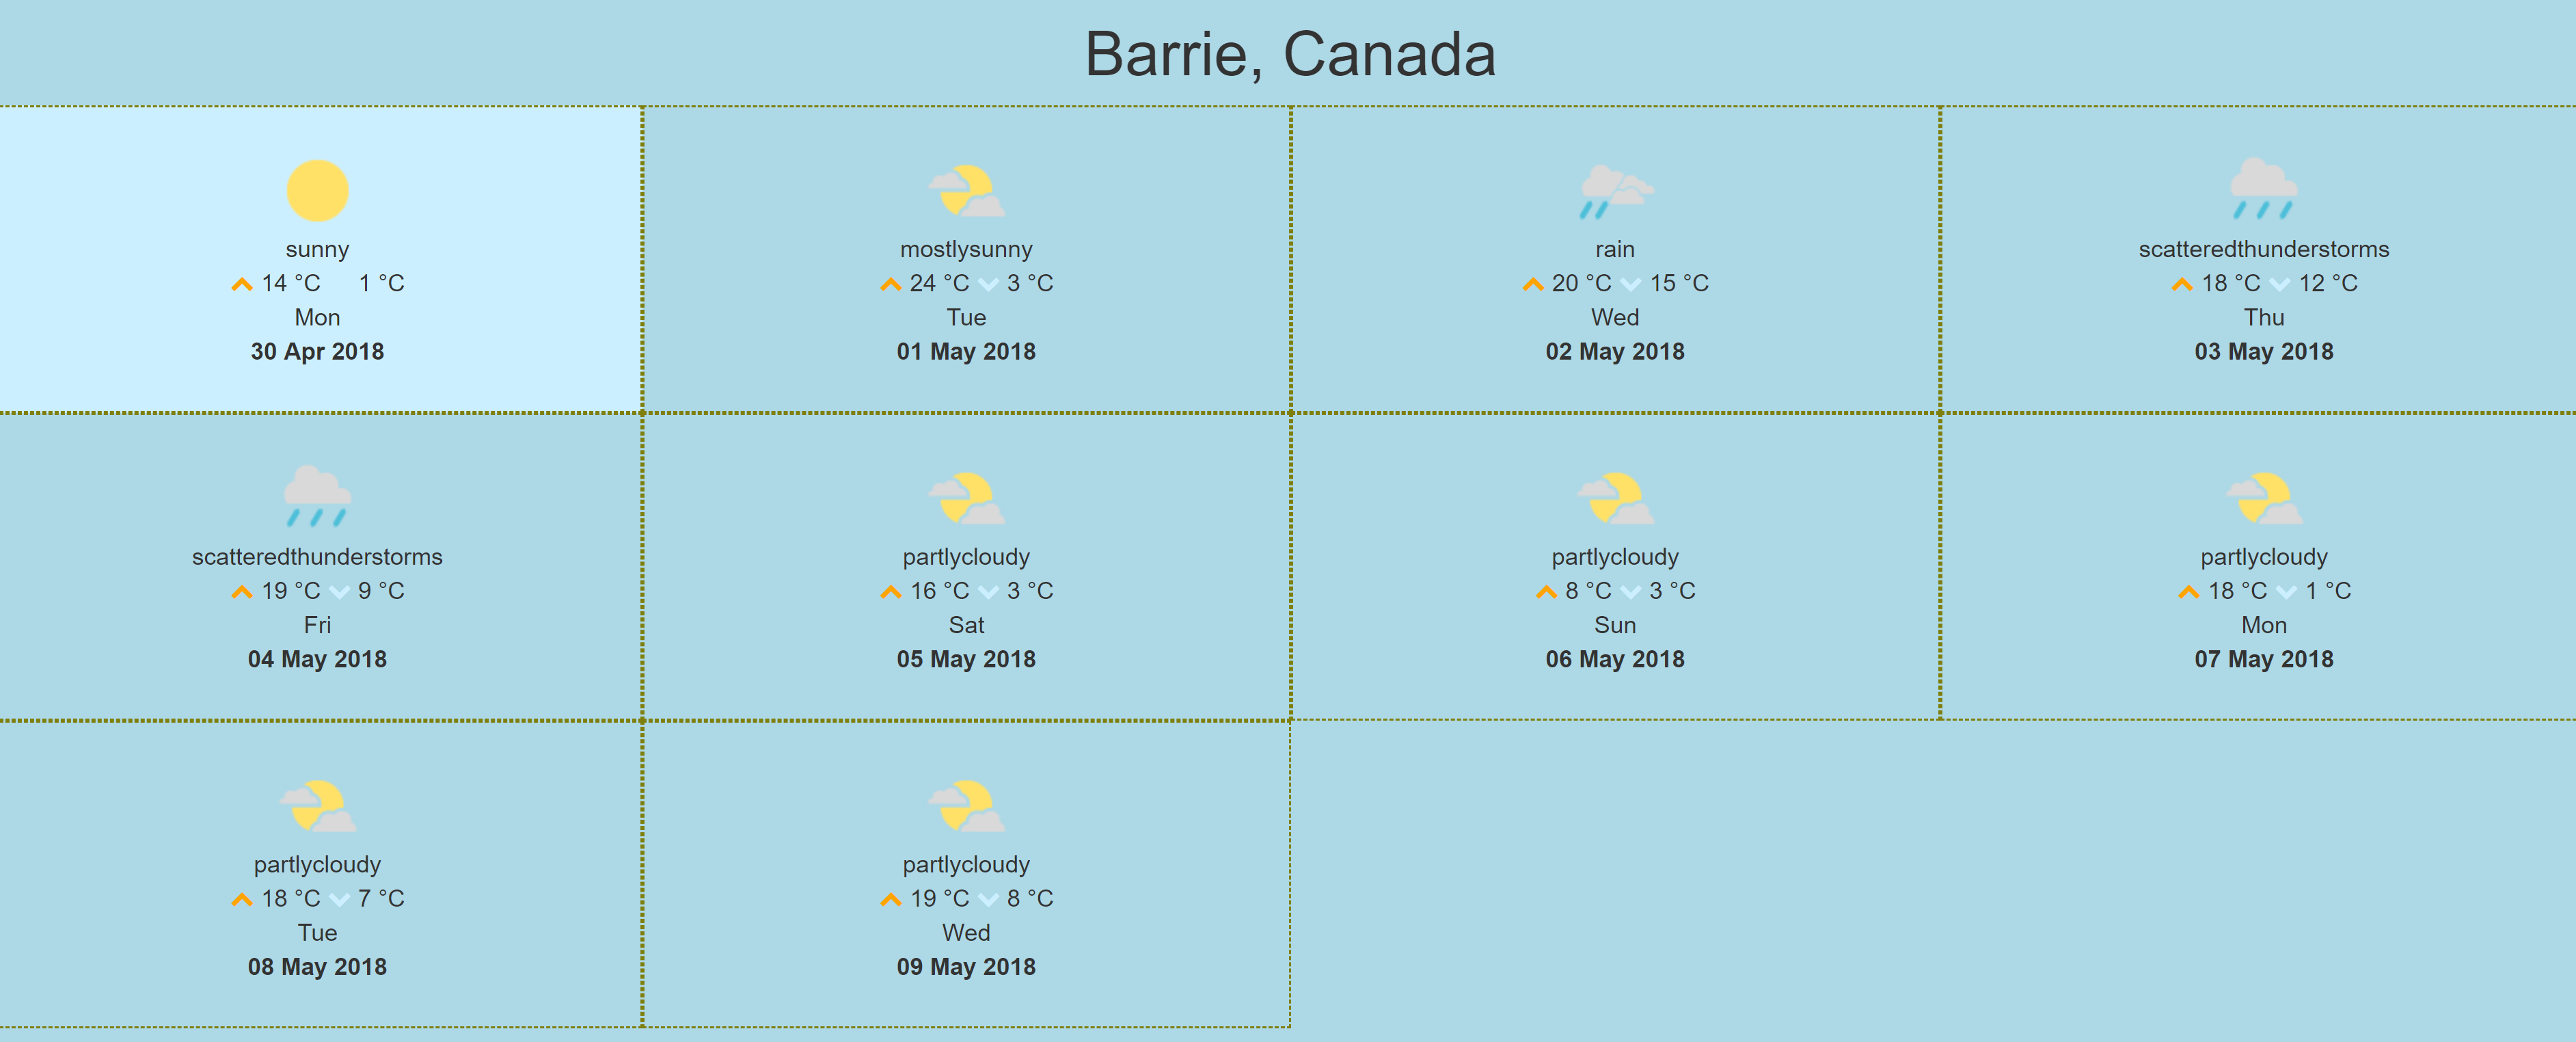 Barrie, Canada
sunny
14 °C 1 °C
Mon
30 Apr 2018
mostlysunny
24 °C 3 °C
Tue
01 May 2018
rain
20 °C 15 °C
Wed
02 May 2018
scatteredthunderstorms
18 °C 12 °C
Thu
03 May 2018
scatteredthunderstorms
19 °C 9 °C
Fri
04 May 2018
partlycloudy
16 °C 3 °C
Sat
05 May 2018
partlycloudy
8 °C 3 °C
Sun
06 May 2018
partlycloudy
18 °C 1 °C
Mon
07 May 2018
partlycloudy
18 °C 7 °C
Tue
08 May 2018
partlycloudy
19 °C 8 °C
Wed
09 May 2018